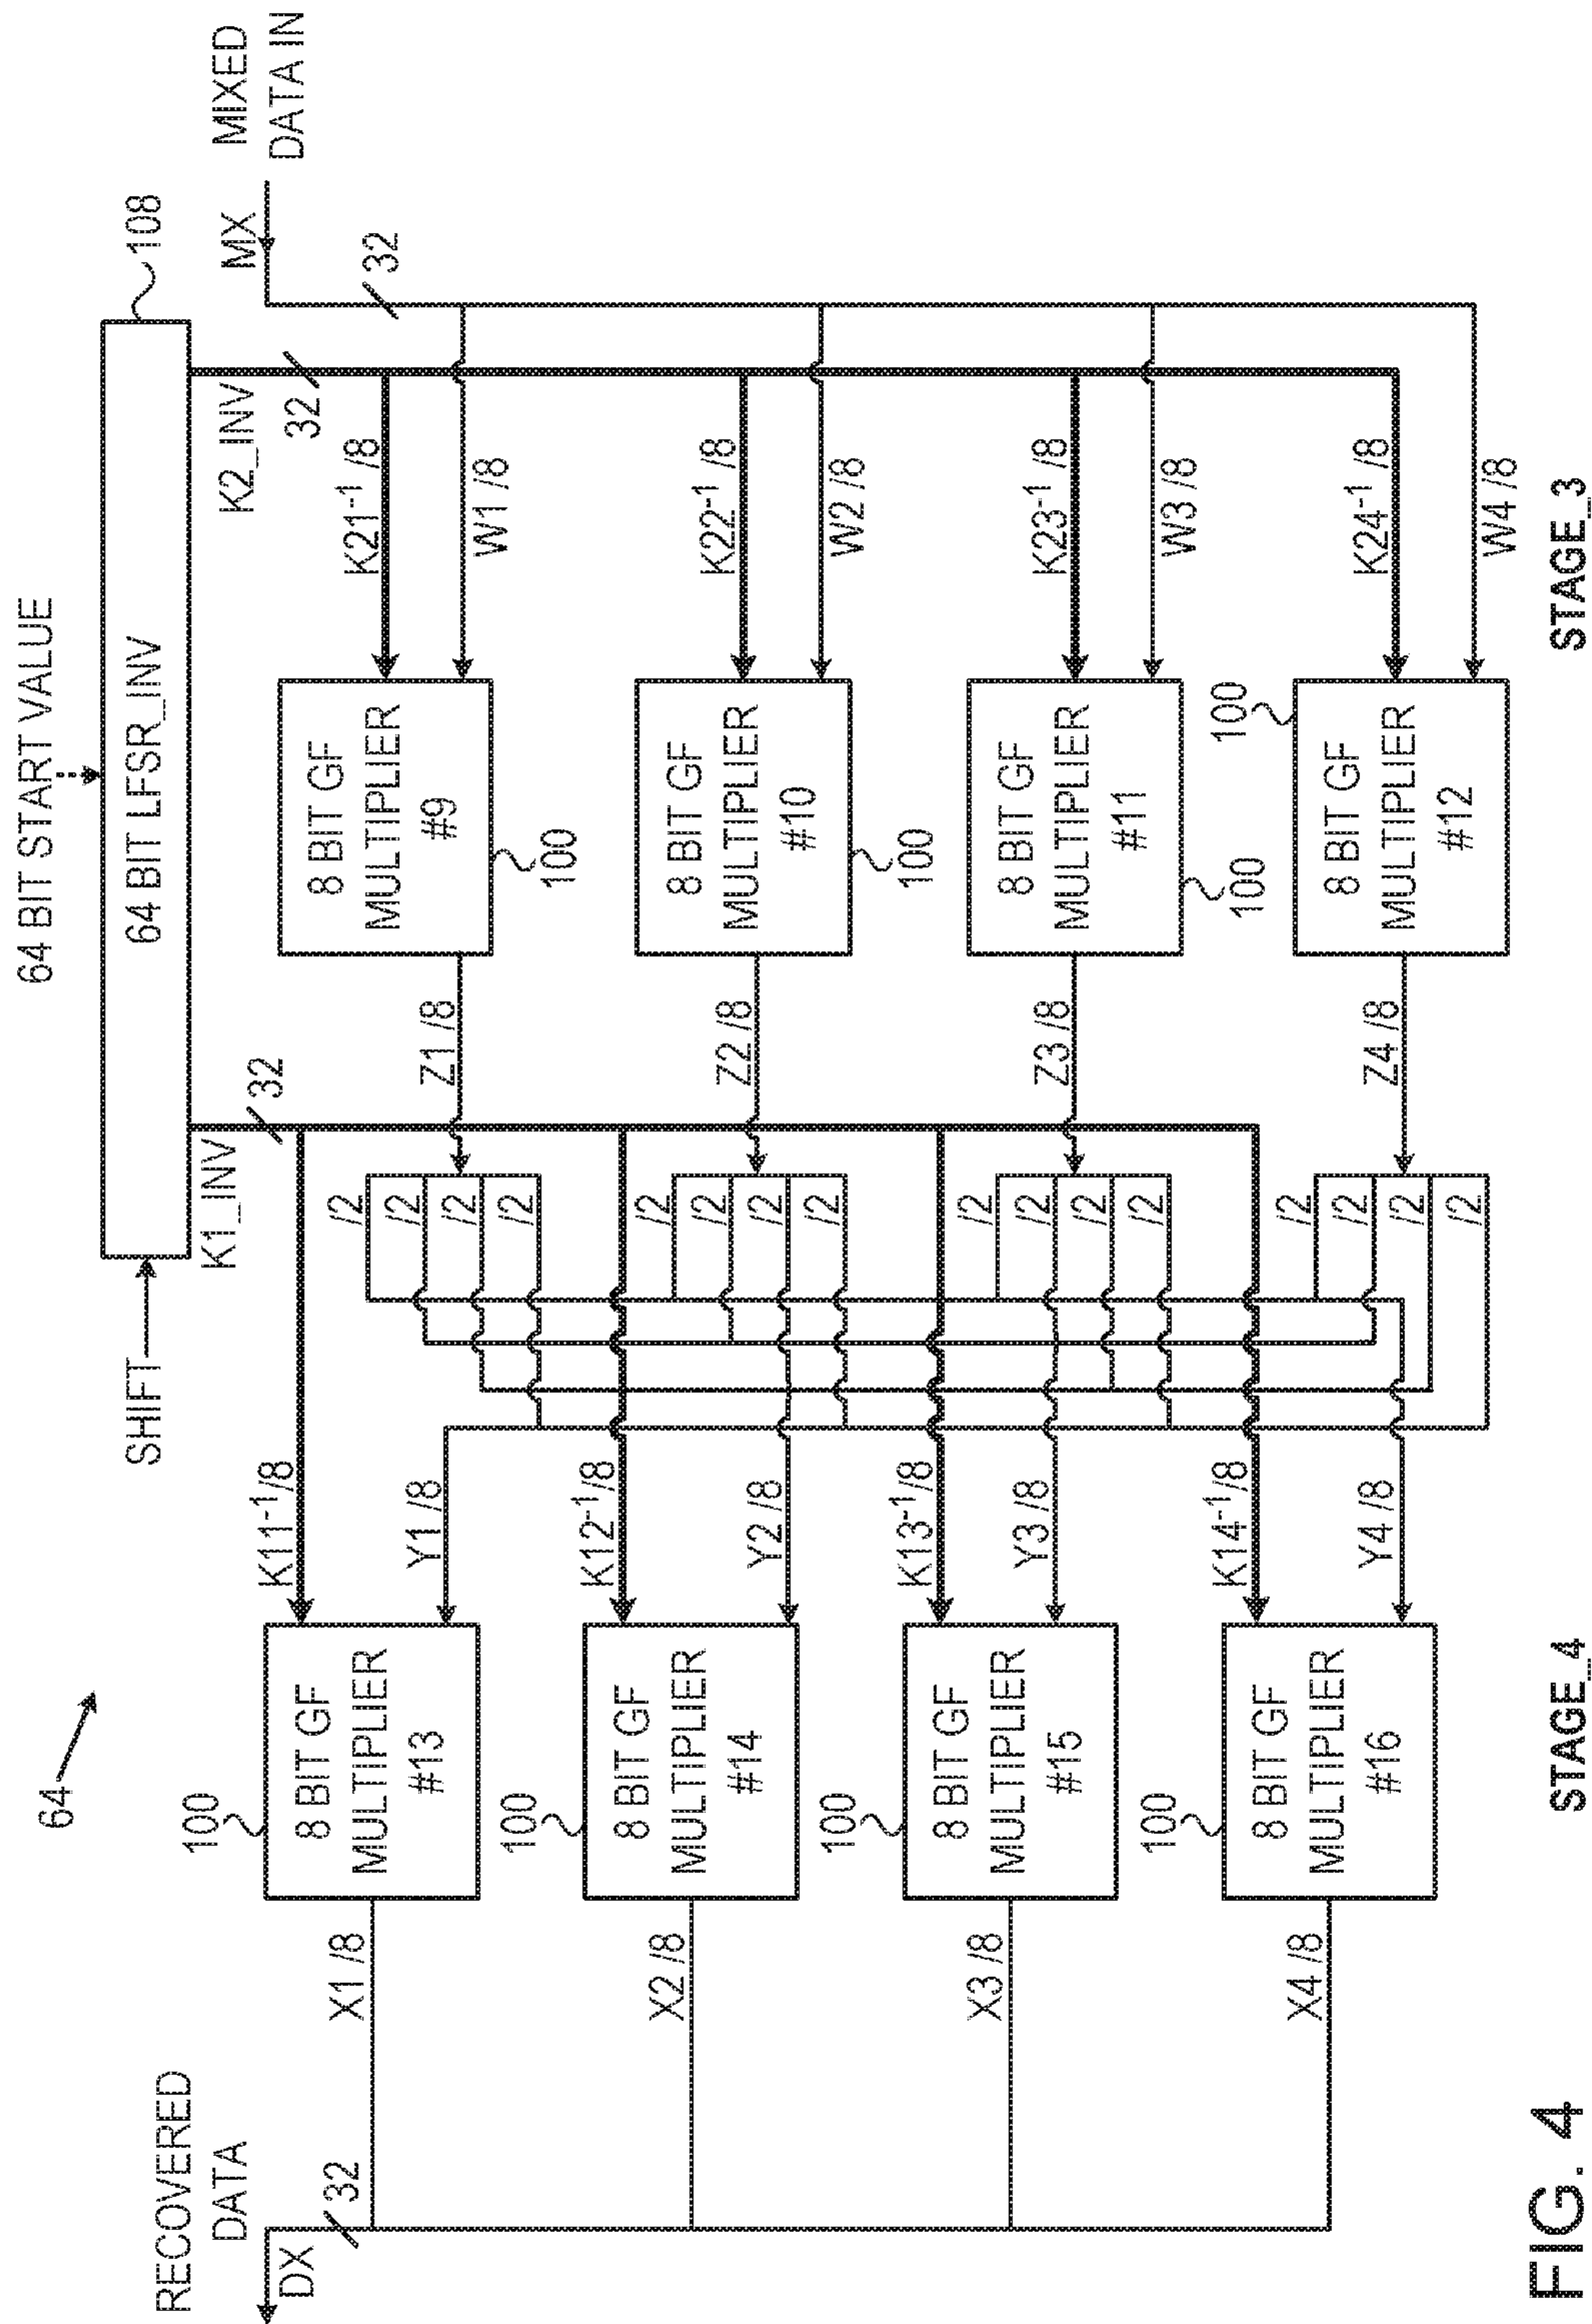 64 BIT START VALUE
64 BIT LFSR_INV
108
SHIFT
64
RECOVERED
DATA
DX
32
K1_INV
32
K2_INV
32
MX
32
MIXED
DATA IN
X1 /8
100
8 BIT GF
MULTIPLIER
#13
K11-1/8
Y1 /8
/2
/2
/2
/2
Z1 /8
8 BIT GF
MULTIPLIER
#9
100
K21-1 /8
W1 /8
X2 /8
100
8 BIT GF
MULTIPLIER
#14
K12-1/8
Y2 /8
/2
/2
/2
/2
Z2 /8
8 BIT GF
MULTIPLIER
#10
100
K22-1 /8
W2 /8
X3 /8
100
8 BIT GF
MULTIPLIER
#15
K13-1/8
Y3 /8
/2
/2
/2
/2
Z3 /8
8 BIT GF
MULTIPLIER
#11
100
K23-1 /8
W3 /8
X4 /8
100
8 BIT GF
MULTIPLIER
#16
K14-1/8
Y4 /8
/2
/2
/2
/2
Z4 /8
100
8 BIT GF
MULTIPLIER
#12
K24-1 /8
W4 /8
STAGE_4
STAGE_3
FIG. 4